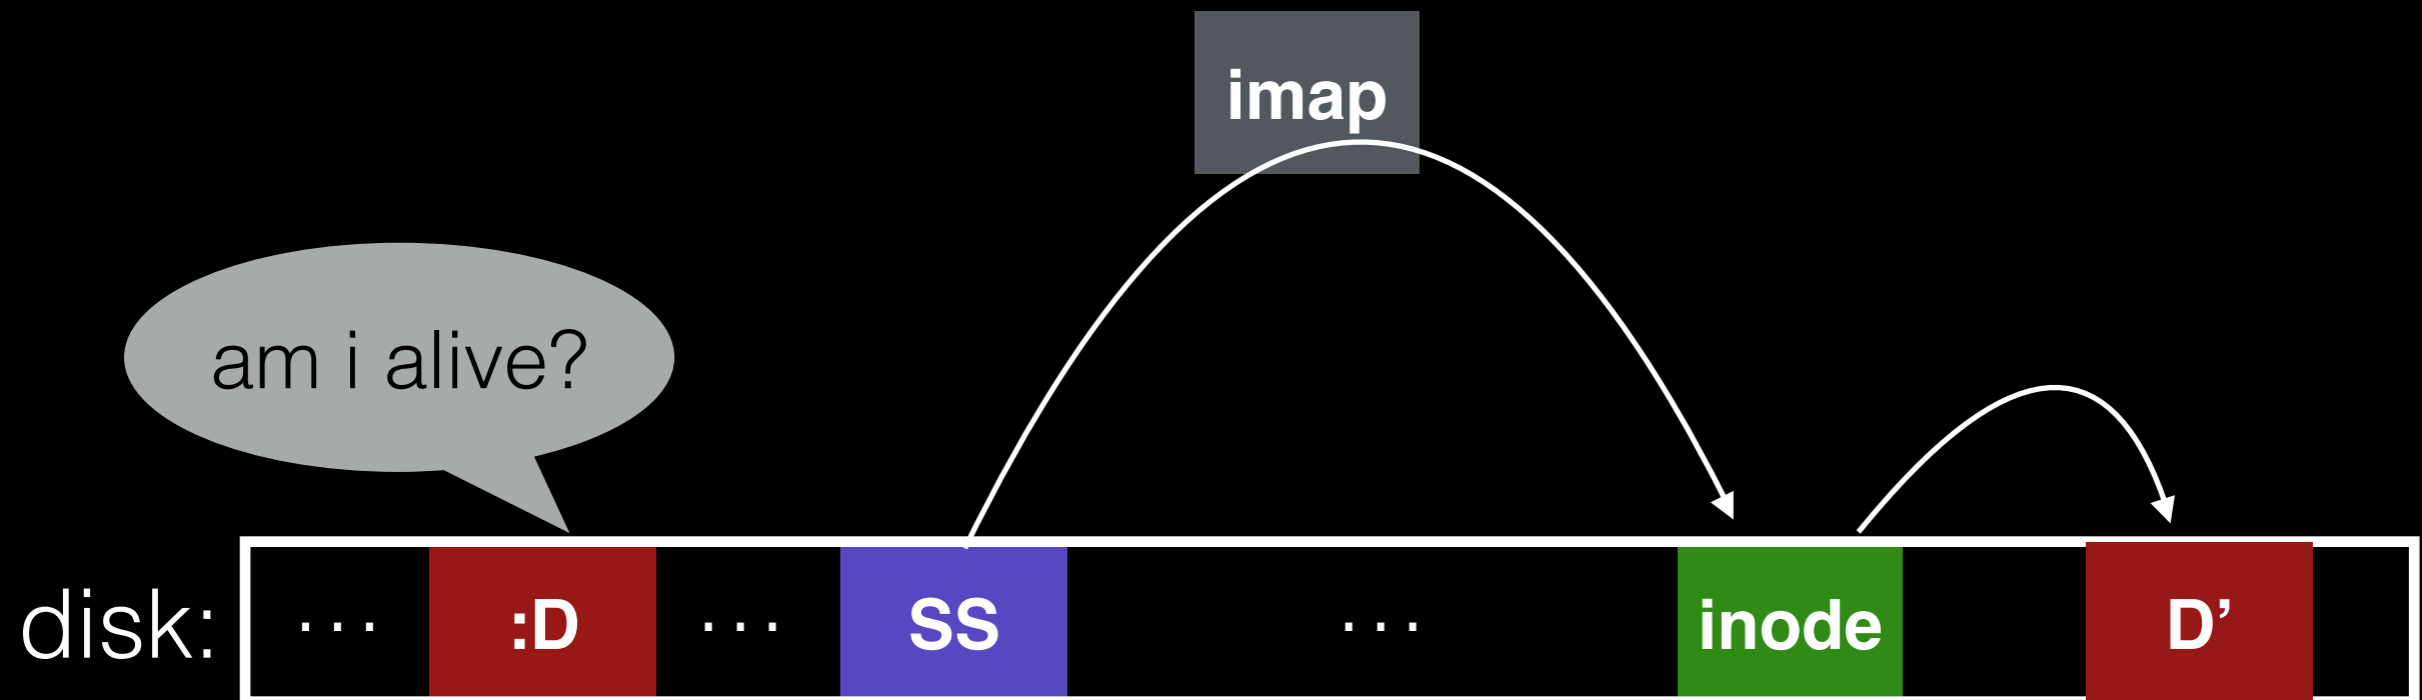 imap
am i alive?
disk: ... :D ... SS ... inode D’